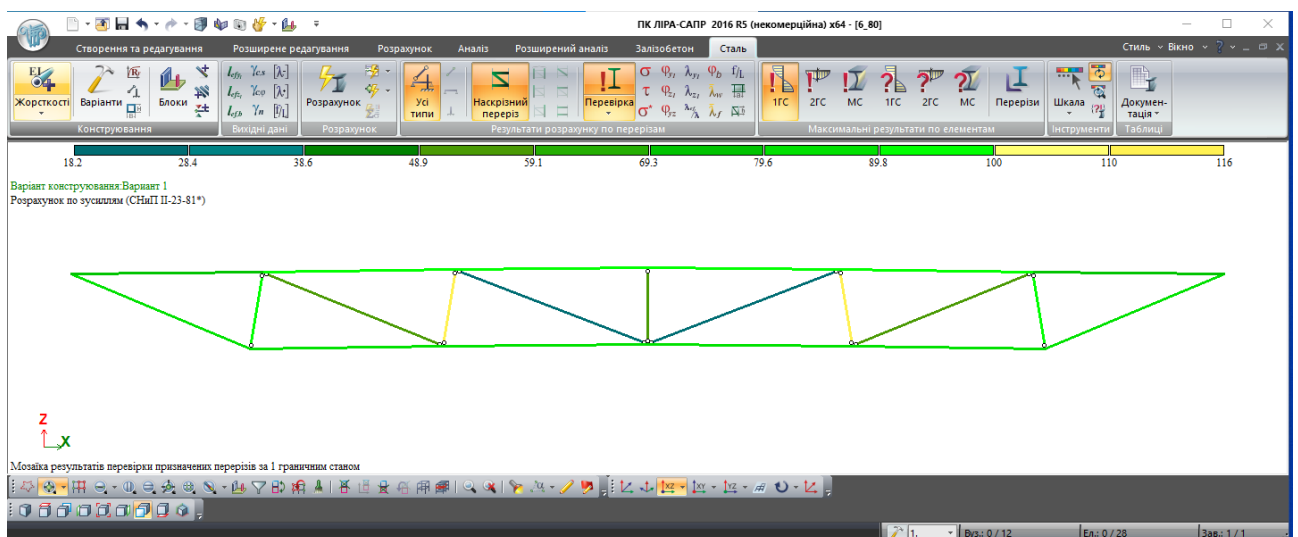 ПК ЛІРА-САПР 2016 R5 (некомерційна) x64 - [6_80]
Створення та редагування Розширене редагування Розрахунок Аналіз Розширений аналіз Залізобетон Сталь Стиль Вікно
Жорсткості Варіанти Блоки Розрахунок Усі типи Наскрізний переріз Перевірка 1ГС 2ГС МС 1ГС 2ГС МС Перерізи Шкала Докумен-тація
Конструювання Вихідні дані Розрахунок Результати розрахунку по перерізам Максимальні результати по елементам Інструменти Таблиці
18.2 28.4 38.6 48.9 59.1 69.3 79.6 89.8 100 110 116
Варіант конструювання:Вариант 1
Розрахунок по зусиллям (СНиП II-23-81*)
Z
X
Мозаїка результатів перевірки призначених перерізів за 1 граничним станом
1. Вуз.: 0 / 12 Ел.: 0 / 28 Зав.: 1 / 1